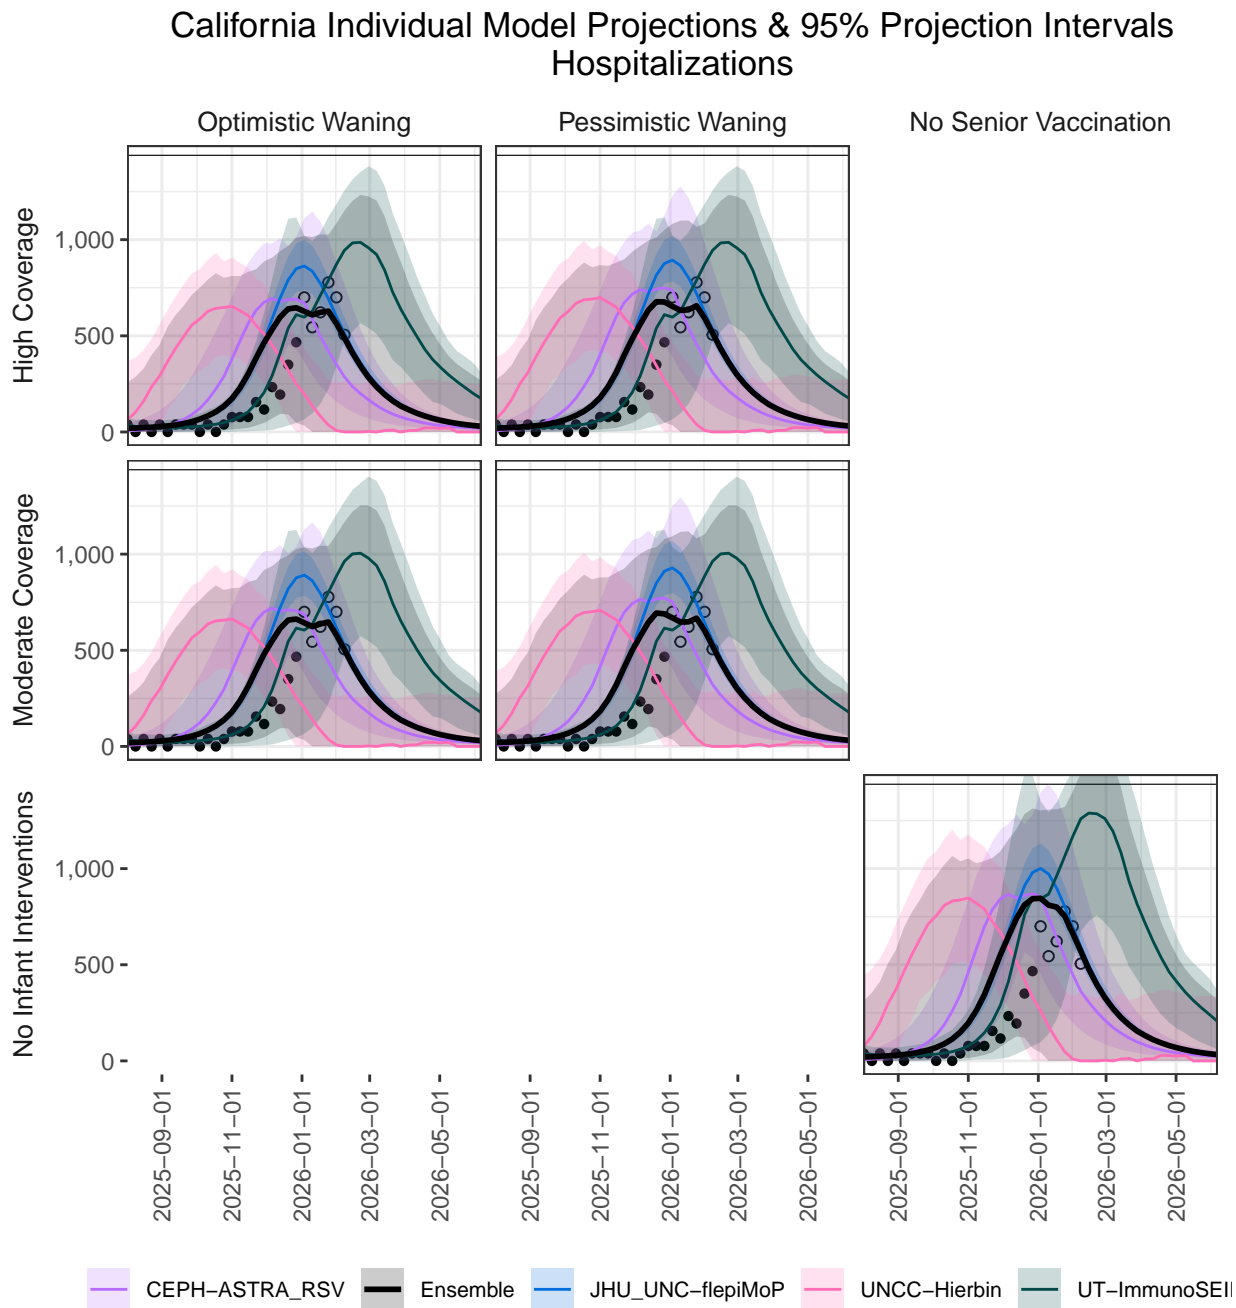 California Individual Model Projections & 95% Projection Intervals
Hospitalizations
Optimistic Waning
Pessimistic Waning
No Senior Vaccination
High Coverage
1,000
500
0
Moderate Coverage
1,000
500
0
No Infant Interventions
1,000
500
0
2025−09−01
2025−11−01
2026−01−01
2026−03−01
2026−05−01
2025−09−01
2025−11−01
2026−01−01
2026−03−01
2026−05−01
2025−09−01
2025−11−01
2026−01−01
2026−03−01
2026−05−01
CEPH−ASTRA_RSV
Ensemble
JHU_UNC−flepiMoP
UNCC−Hierbin